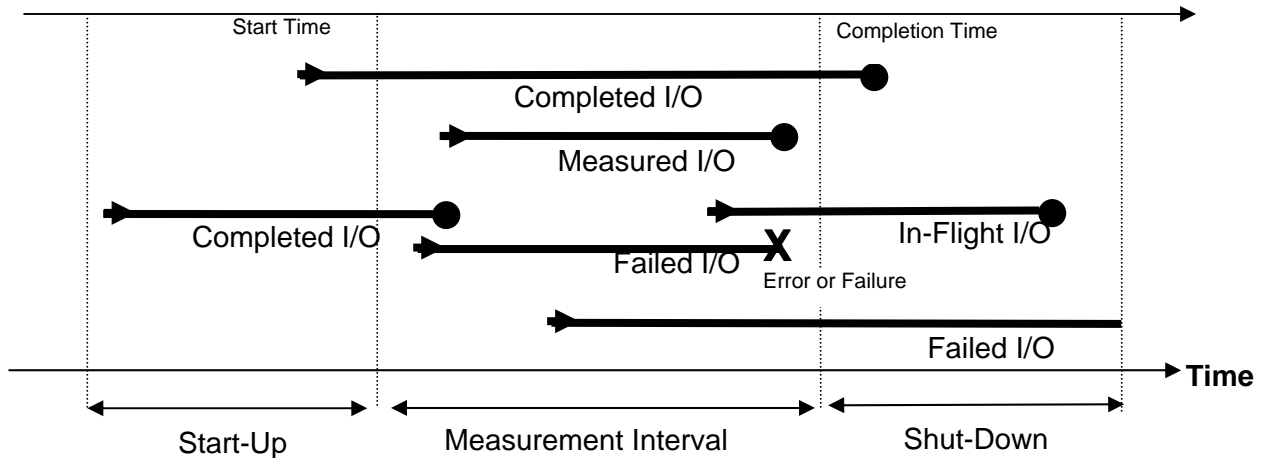 Start Time
Completion Time
Completed I/O
Measured I/O
Completed I/O
In-Flight I/O
Failed I/O
Error or Failure
Failed I/O
Time
Start-Up
Measurement Interval
Shut-Down